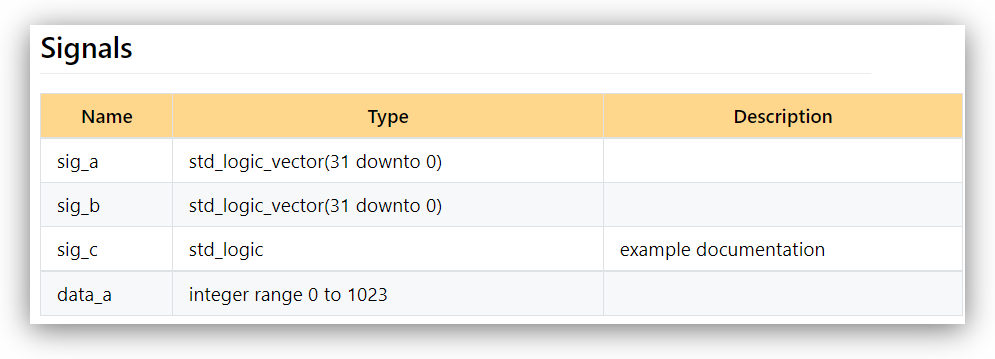 Signals
Name Type Description
sig_a std_logic_vector(31 downto 0)
sig_b std_logic_vector(31 downto 0)
sig_c std_logic example documentation
data_a integer range 0 to 1023